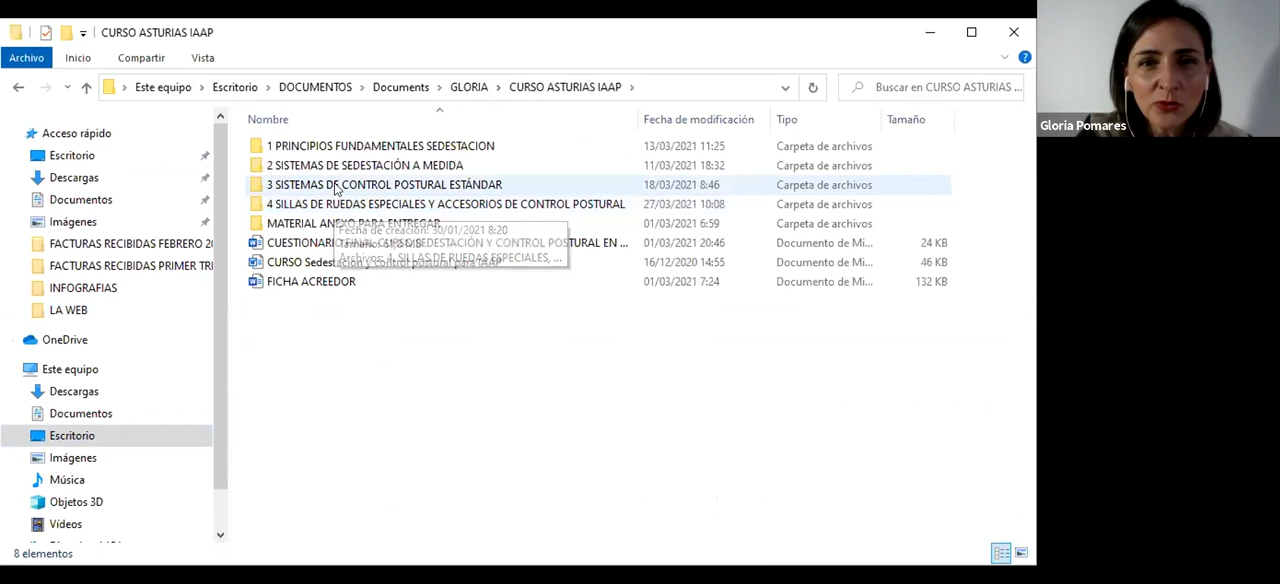 CURSO ASTURIAS IAAP
Archivo Inicio Compartir Vista
Este equipo Escritorio DOCUMENTOS Documents GLORIA CURSO ASTURIAS IAAP
Buscar en CURSO ASTURIAS ...
Gloria Pomares
Acceso rápido
Escritorio
Descargas
Documentos
Imágenes
FACTURAS RECIBIDAS FEBRERO 20
FACTURAS RECIBIDAS PRIMER TRI
INFOGRAFIAS
LA WEB
OneDrive
Este equipo
Descargas
Documentos
Escritorio
Imágenes
Música
Objetos 3D
Vídeos
Nombre Fecha de modificación Tipo Tamaño
1 PRINCIPIOS FUNDAMENTALES SEDESTACION 13/03/2021 11:25 Carpeta de archivos
2 SISTEMAS DE SEDESTACIÓN A MEDIDA 11/03/2021 18:32 Carpeta de archivos
3 SISTEMAS DE CONTROL POSTURAL ESTÁNDAR 18/03/2021 8:46 Carpeta de archivos
4 SILLAS DE RUEDAS ESPECIALES Y ACCESORIOS DE CONTROL POSTURAL 27/03/2021 10:08 Carpeta de archivos
MATERIAL ANEXO PARA ENTREGAR 01/03/2021 6:59 Carpeta de archivos
CUESTIONARIO FINAL CURSO SEDESTACIÓN Y CONTROL POSTURAL EN ... 01/03/2021 20:46 Documento de Mi... 24 KB
CURSO Sedestación y control postural para IAAP 16/12/2020 14:55 Documento de Mi... 46 KB
FICHA ACREEDOR 01/03/2021 7:24 Documento de Mi... 132 KB
Fecha de creación: 30/01/2021 8:20
Archivos: 4. SILLAS DE RUEDAS ESPECIALES, ...
8 elementos